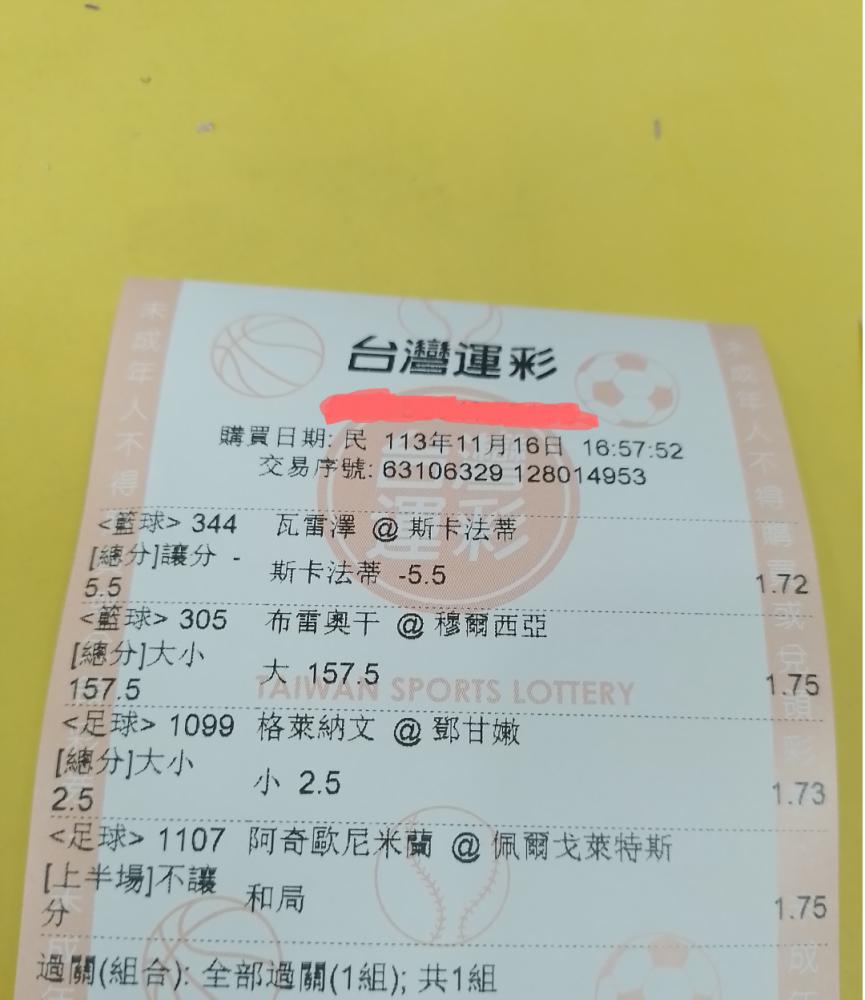 台灣運彩
購買日期: 民 113年11月16日 16:57:52
交易序號: 63106329 128014953
<籃球> 344 瓦雷澤 @ 斯卡法蒂
[總分]讓分 -5.5 斯卡法蒂 -5.5 1.72
<籃球> 305 布雷奧干 @ 穆爾西亞
[總分]大小 157.5 大 157.5 1.75
TAIWAN SPORTS LOTTERY
<足球> 1099 格萊納文 @ 鄧甘嫩
[總分]大小 2.5 小 2.5 1.73
<足球> 1107 阿奇歐尼米蘭 @ 佩爾戈萊特斯
[上半場]不讓分 和局 1.75
過關(組合): 全部過關(1組); 共1組
未成年人不得
未成年人不得購買或兌領彩